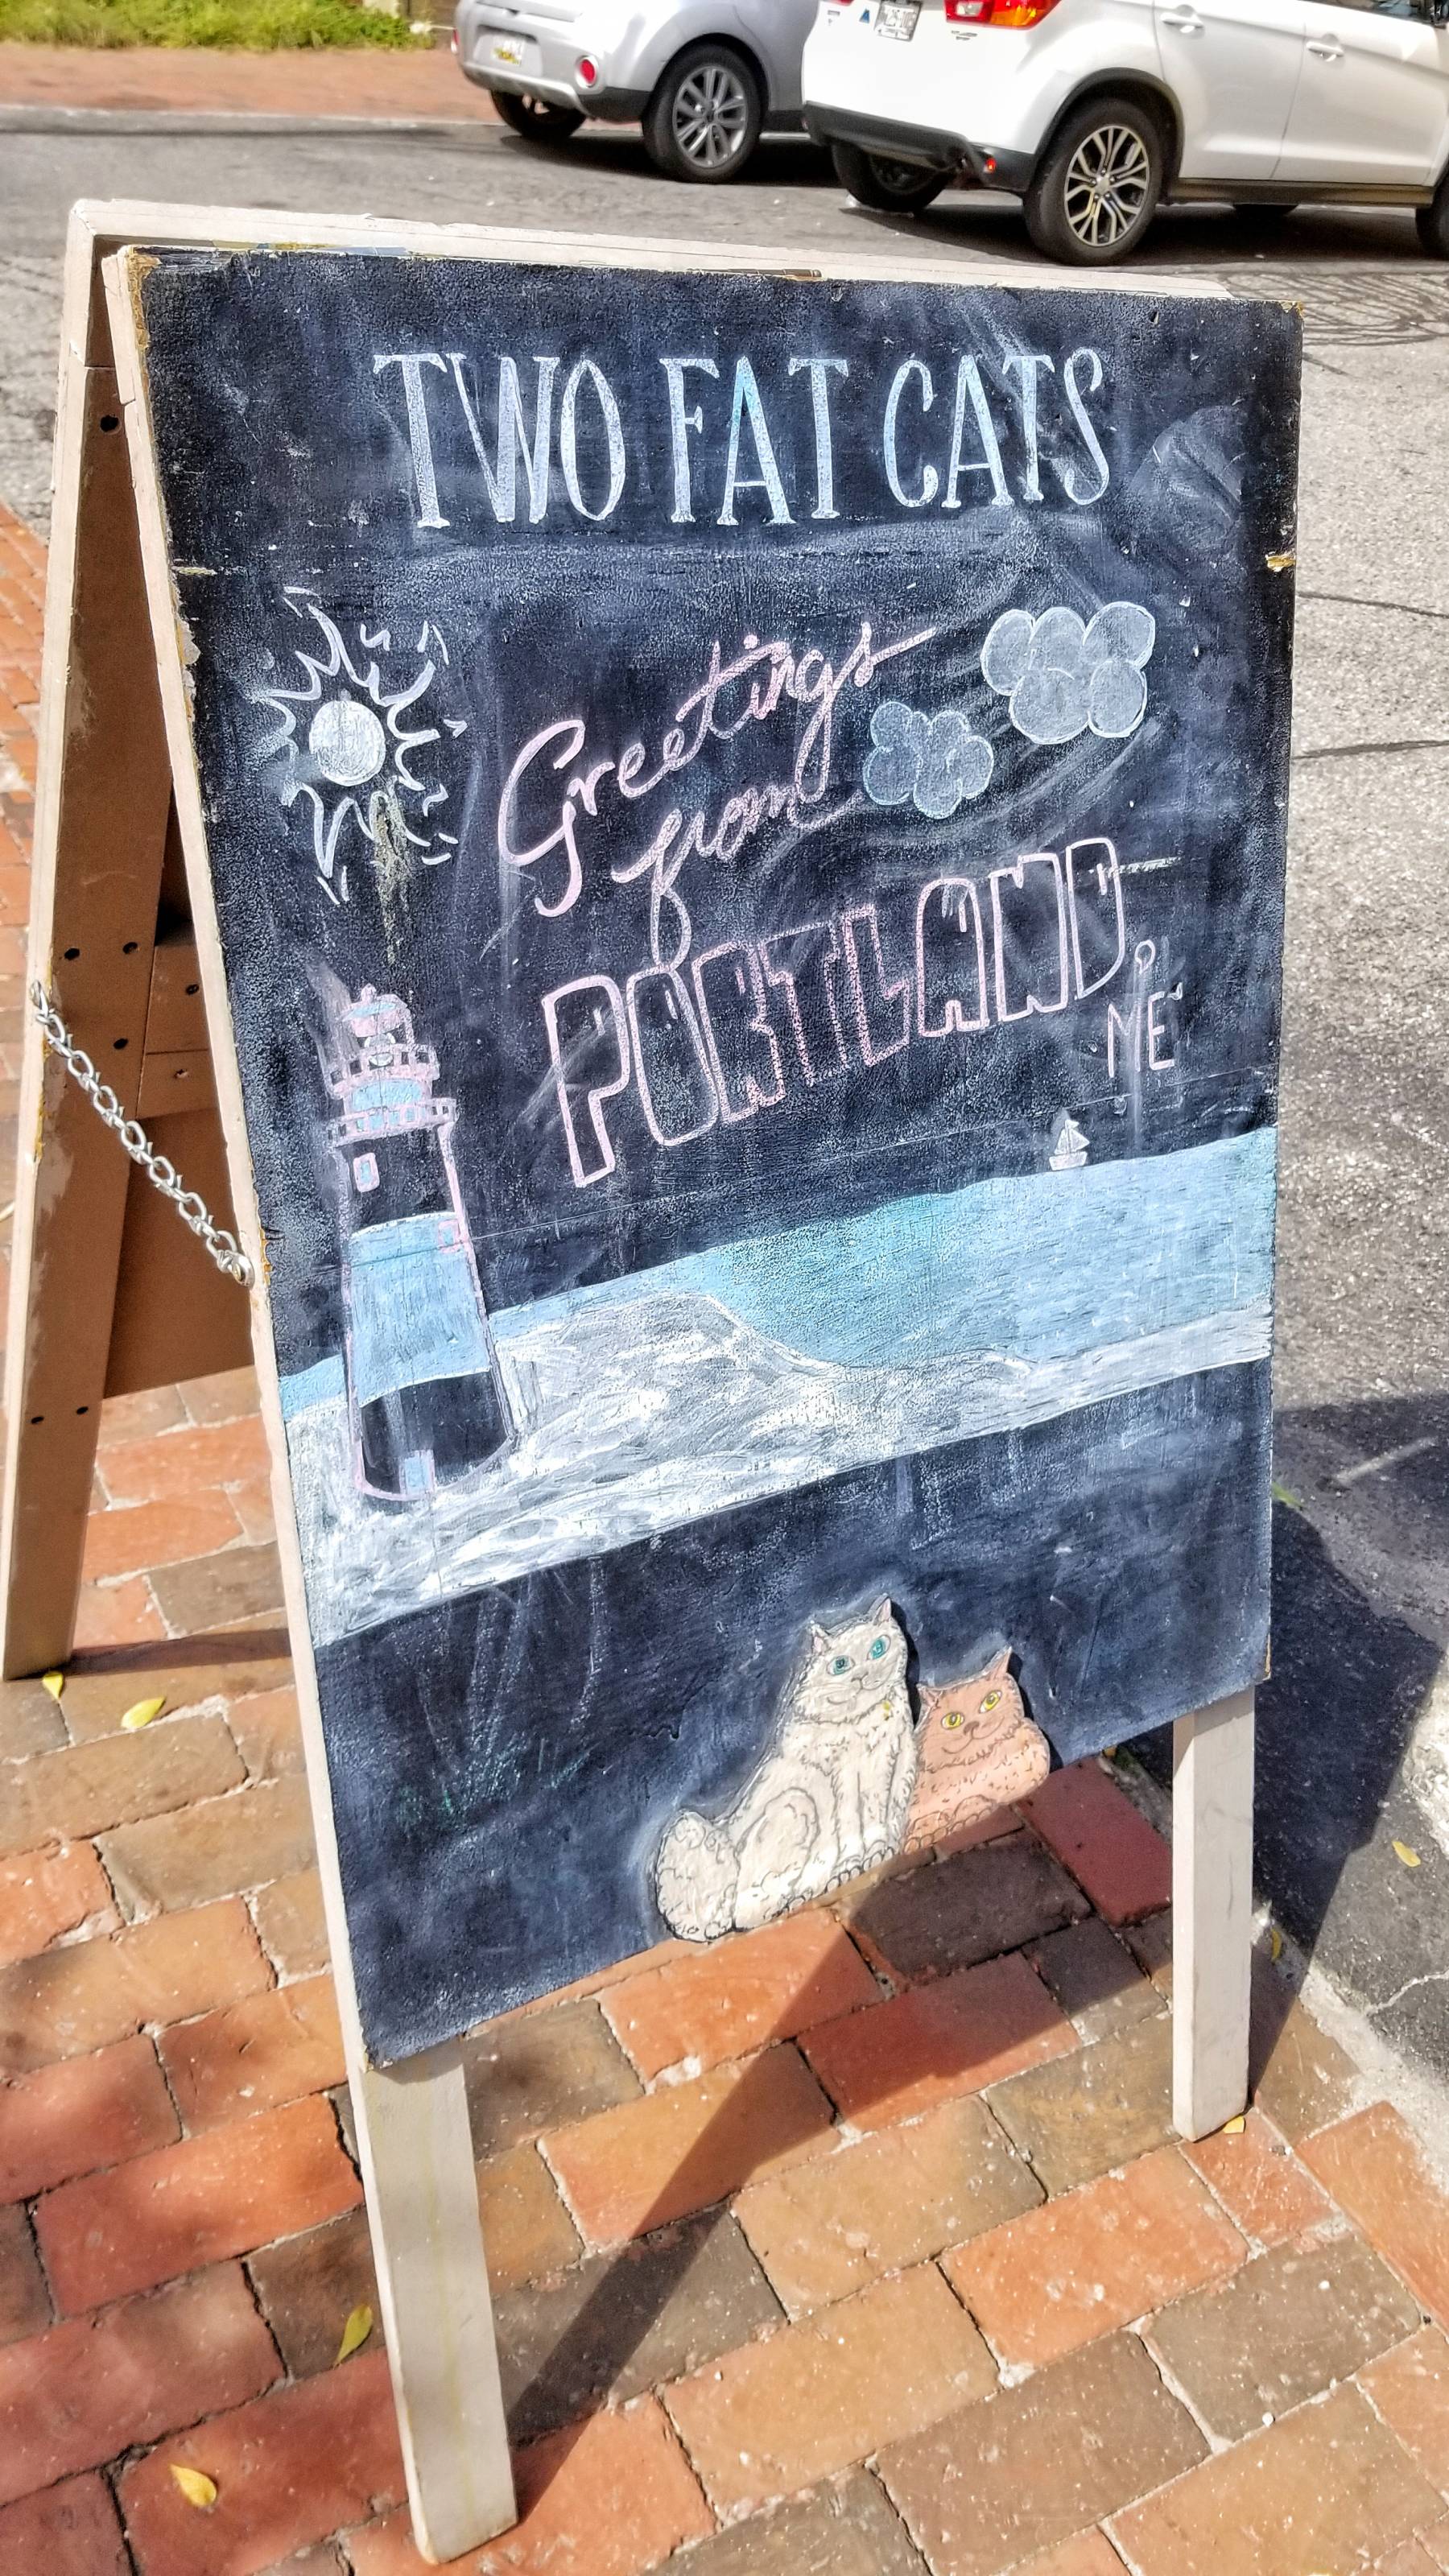 TWO FAT CATS
Greetings
from
PORTLAND,
ME